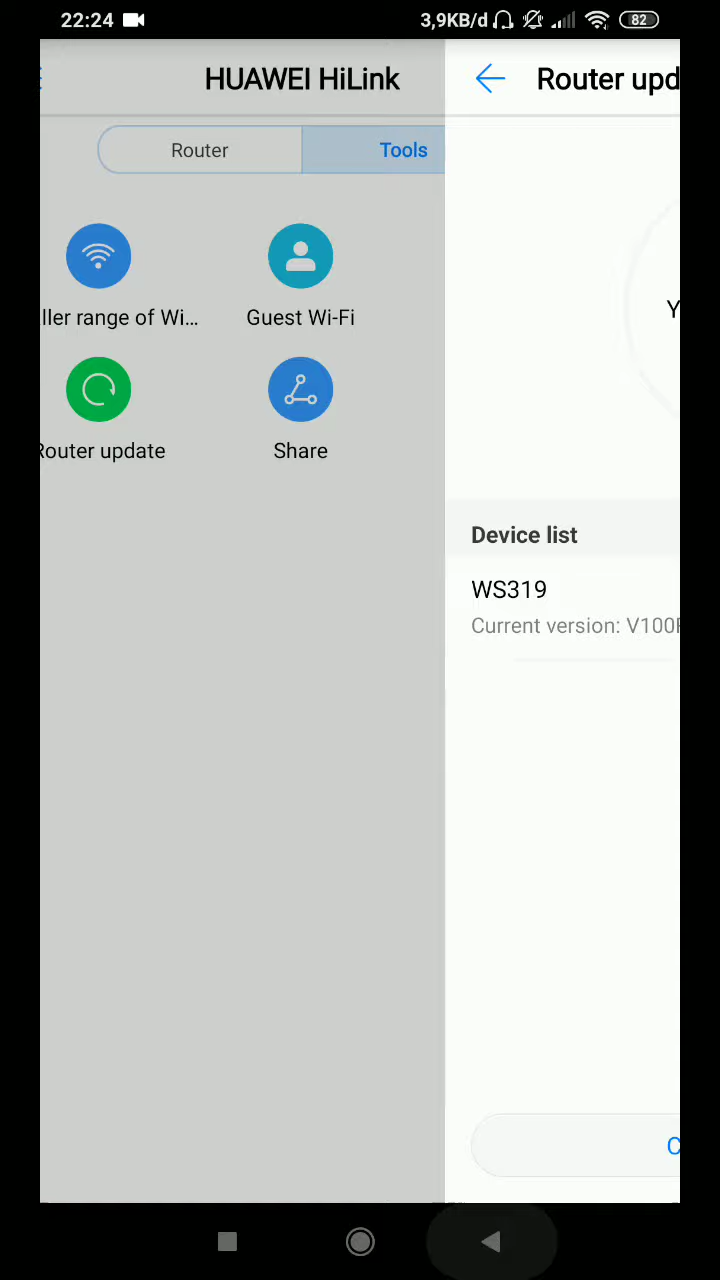 22:24 3,9KB/d 82
HUAWEI HiLink
Router upd
Router Tools
ller range of Wi...
Guest Wi-Fi
Y
Router update
Share
Device list
WS319
Current version: V100
C